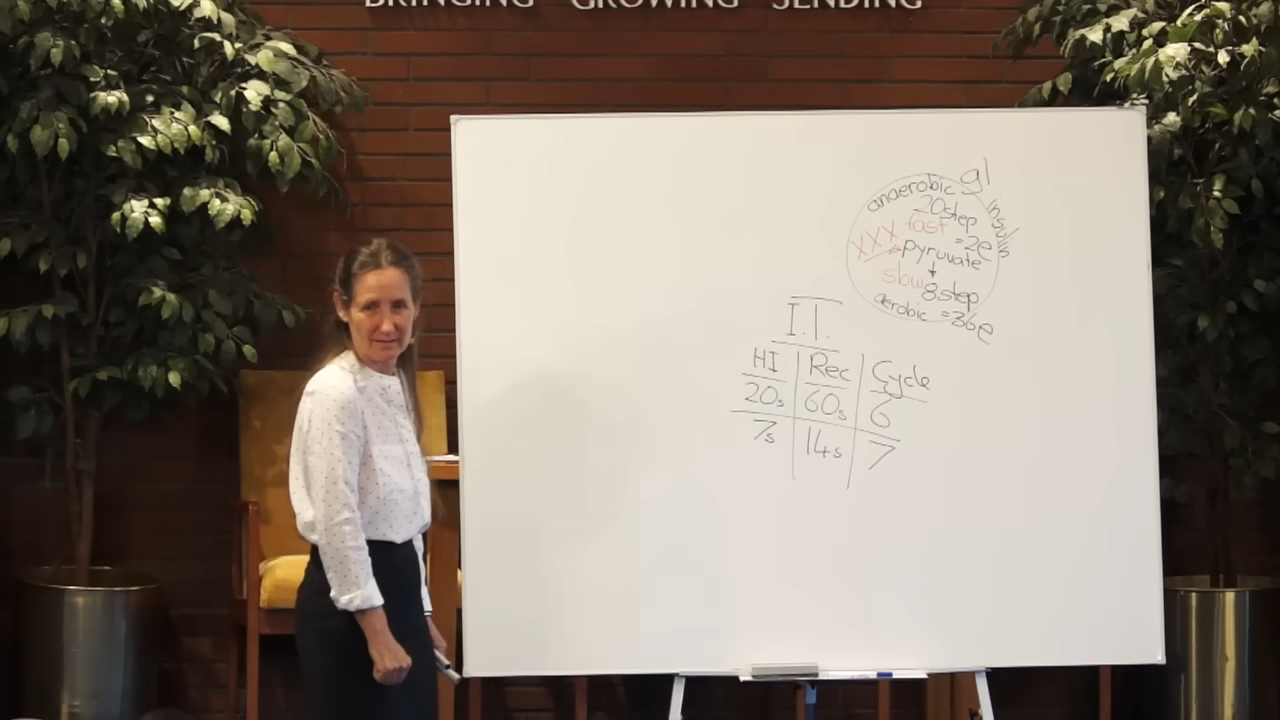 BRINGING GROWING SENDING
gl
insulin
anaerobic
20step
fast =2e
XXX pyruvate
slow 8step
aerobic =36e
I.T.
HI Rec Cycle
20s 60s 6
7s 14s 7